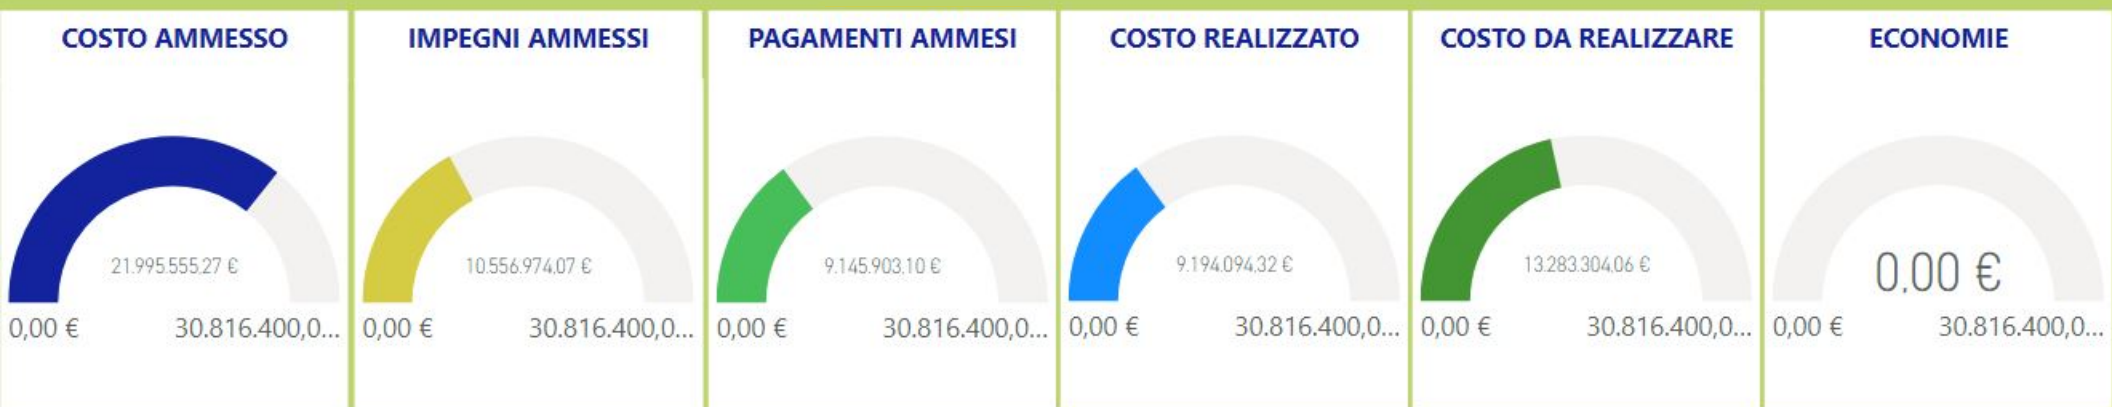 COSTO AMMESSO
21.995.555,27 €
0,00 € 30.816.400,0...
IMPEGNI AMMESSI
10.556.974,07 €
0,00 € 30.816.400,0...
PAGAMENTI AMMESI
9.145.903,10 €
0,00 € 30.816.400,0...
COSTO REALIZZATO
9.194.094,32 €
0,00 € 30.816.400,0...
COSTO DA REALIZZARE
13.283.304,06 €
0,00 € 30.816.400,0...
ECONOMIE
0,00 €
0,00 € 30.816.400,0...